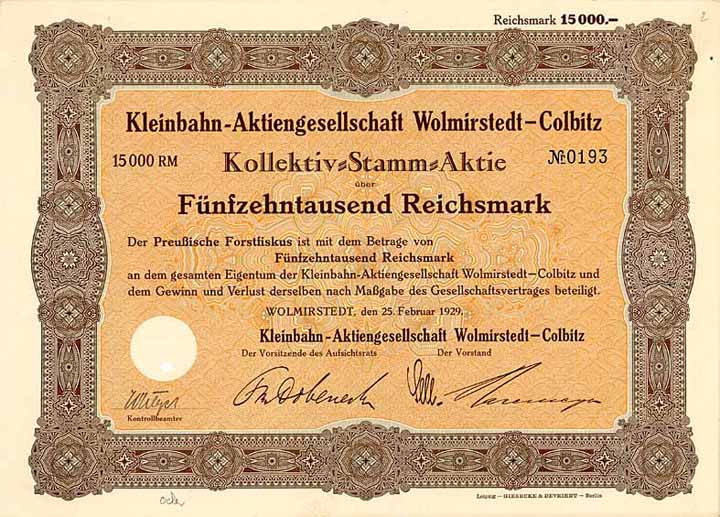 Reichsmark 15000.—
2
Kleinbahn-Aktiengesellschaft Wolmirstedt—Colbitz
15000 RM
Kollektiv-Stamm-Aktie
№ 0193
über
Fünfzehntausend Reichsmark
Der Preußische Forstfiskus ist mit dem Betrage von
Fünfzehntausend Reichsmark
an dem gesamten Eigentum der Kleinbahn-Aktiengesellschaft Wolmirstedt—Colbitz und
dem Gewinn und Verlust derselben nach Maßgabe des Gesellschaftsvertrages beteiligt.
WOLMIRSTEDT, den 25. Februar 1929.
Kleinbahn-Aktiengesellschaft Wolmirstedt—Colbitz
Der Vorsitzende des Aufsichtsrats
Der Vorstand
Kontrollbeamter
Leipzig — GIESECKE & DEVRIENT — Berlin